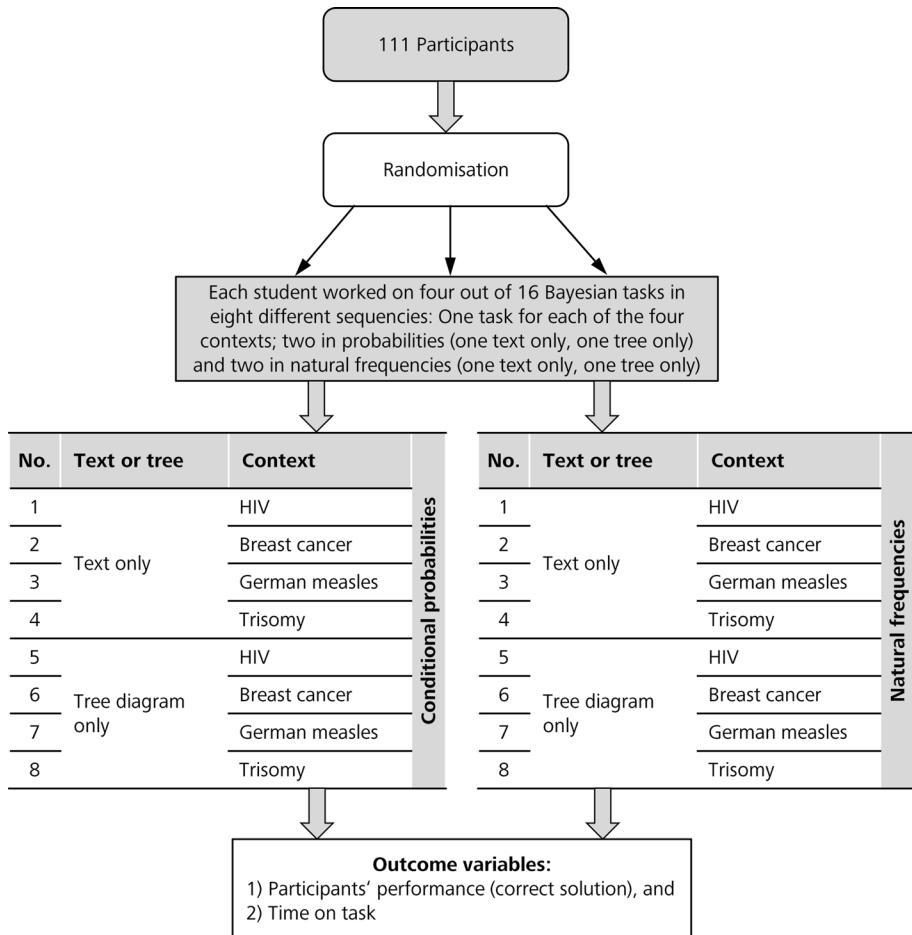 111 Participants
Randomisation
Each student worked on four out of 16 Bayesian tasks in
eight different sequencies: One task for each of the four
contexts; two in probabilities (one text only, one tree only)
and two in natural frequencies (one text only, one tree only)
No. Text or tree Context
1 HIV
2 Breast cancer
Text only
3 German measles
4 Trisomy
5 HIV
6 Breast cancer
Tree diagram
only
7 German measles
8 Trisomy
Conditional probabilities
No. Text or tree Context
1 HIV
2 Breast cancer
Text only
3 German measles
4 Trisomy
5 HIV
6 Breast cancer
Tree diagram
only
7 German measles
8 Trisomy
Natural frequencies
Outcome variables:
1) Participants‘ performance (correct solution), and
2) Time on task